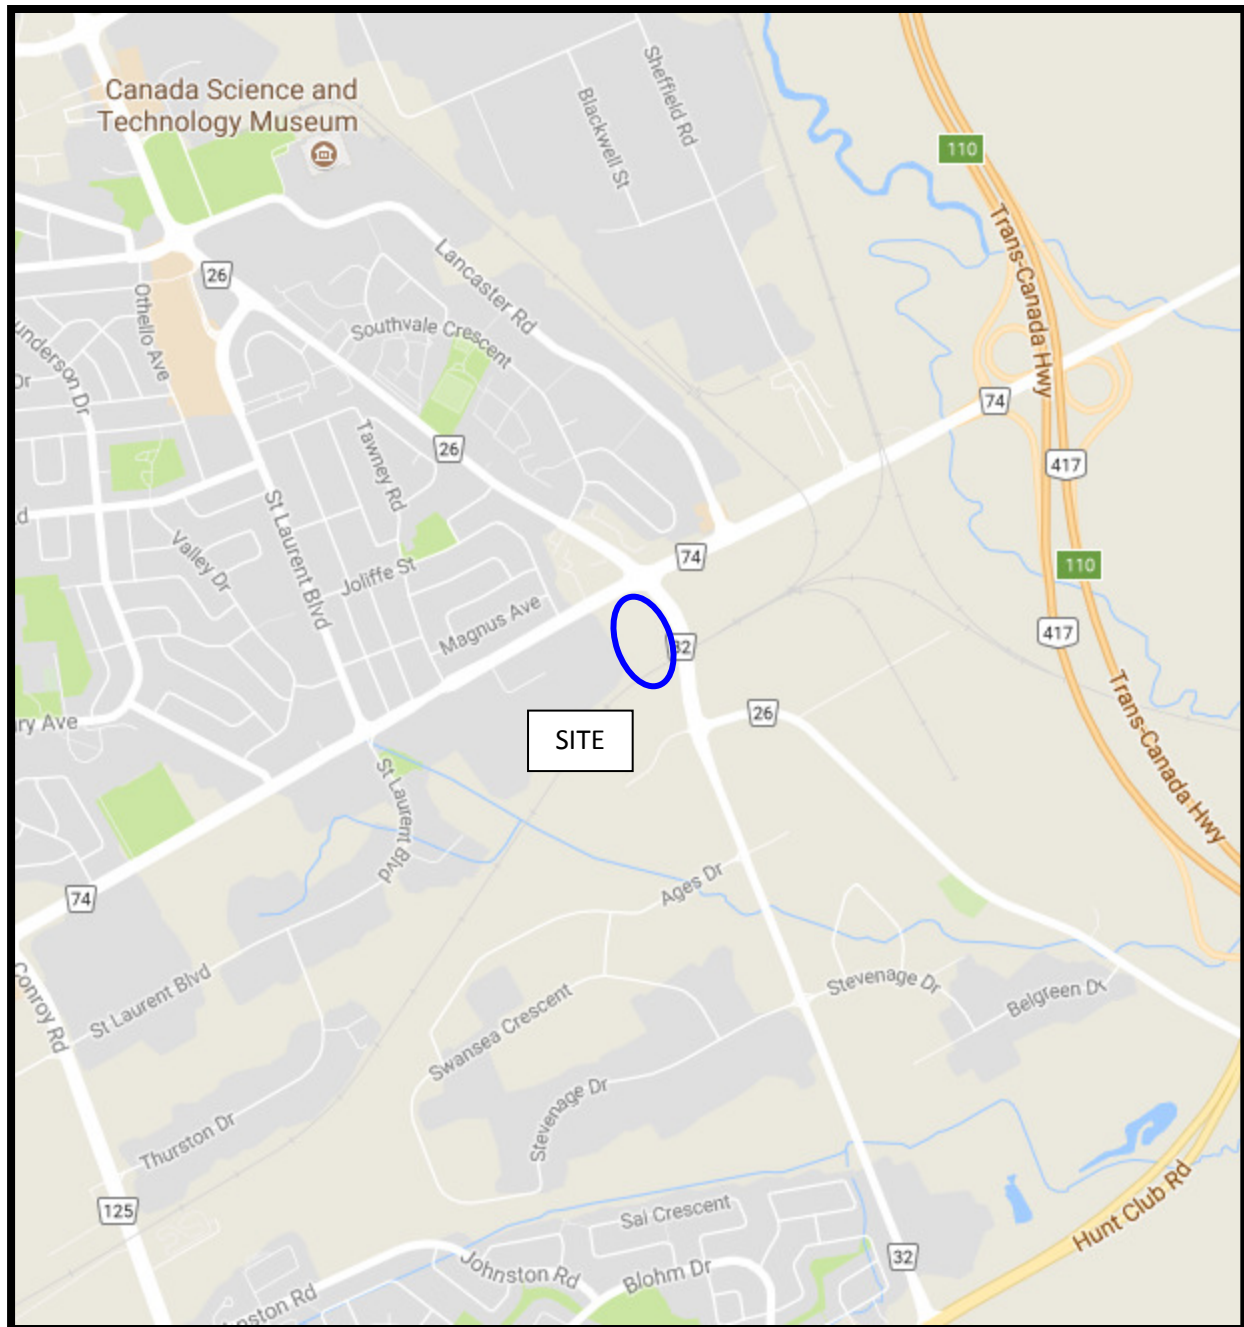 Canada Science and
Technology Museum
Sheffield Rd
Blackwell St
110
Trans-Canada Hwy
26
Othello Ave
Lancaster Rd
Southvale Crescent
underson Dr
Dr
74
26
Tawney Rd
417
St Laurent Blvd
d
Valley Dr
Joliffe St
74
110
Magnus Ave
32
417
ry Ave
26
SITE
Trans-Canada Hwy
St Laurent Blvd
74
Ages Dr
Conroy Rd
St Laurent Blvd
Stevenage Dr
Belgreen Dr
Swansea Crescent
Stevenage Dr
Thurston Dr
125
Sai Crescent
Hunt Club Rd
32
Johnston Rd
Blohm Dr
nston Rd